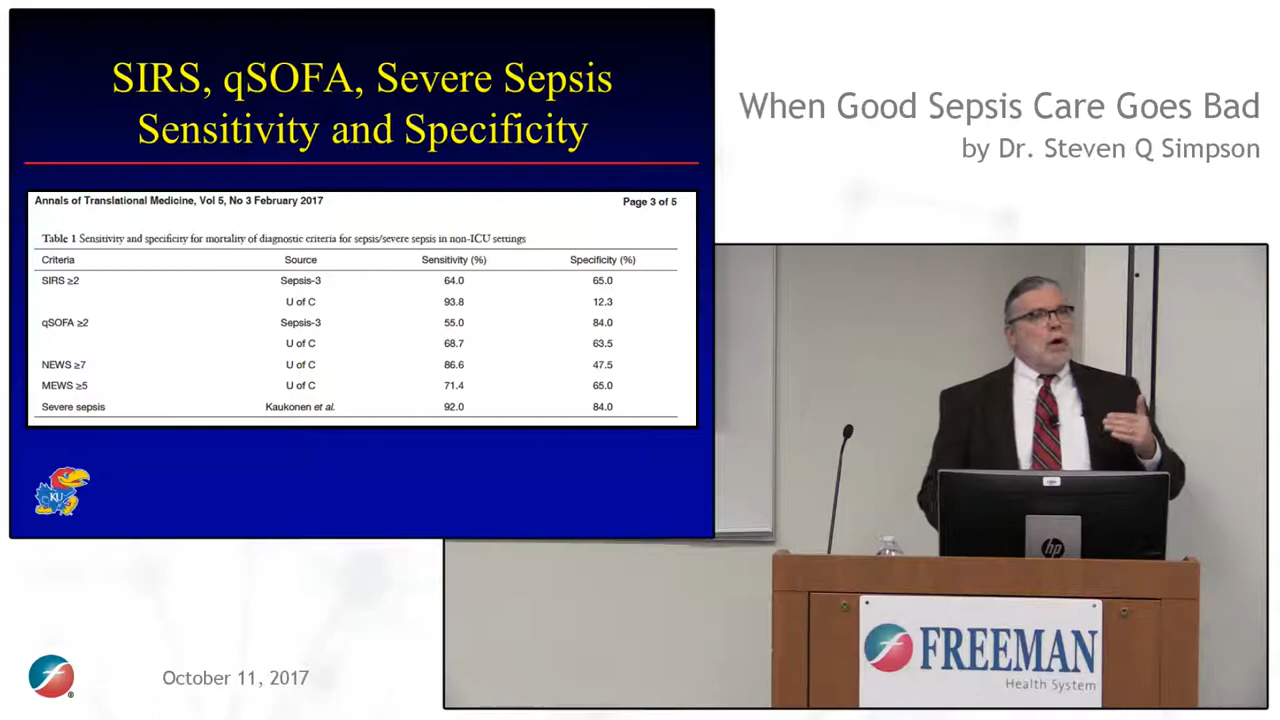 SIRS, qSOFA, Severe Sepsis
Sensitivity and Specificity
Annals of Translational Medicine, Vol 5, No 3 February 2017 Page 3 of 5
Table 1 Sensitivity and specificity for mortality of diagnostic criteria for sepsis/severe sepsis in non-ICU settings
Criteria Source Sensitivity (%) Specificity (%)
SIRS ≥2 Sepsis-3 64.0 65.0
U of C 93.8 12.3
qSOFA ≥2 Sepsis-3 55.0 84.0
U of C 68.7 63.5
NEWS ≥7 U of C 86.6 47.5
MEWS ≥5 U of C 71.4 65.0
Severe sepsis Kaukonen et al. 92.0 84.0
KU
When Good Sepsis Care Goes Bad
by Dr. Steven Q Simpson
hp
FREEMAN
Health System
®
October 11, 2017